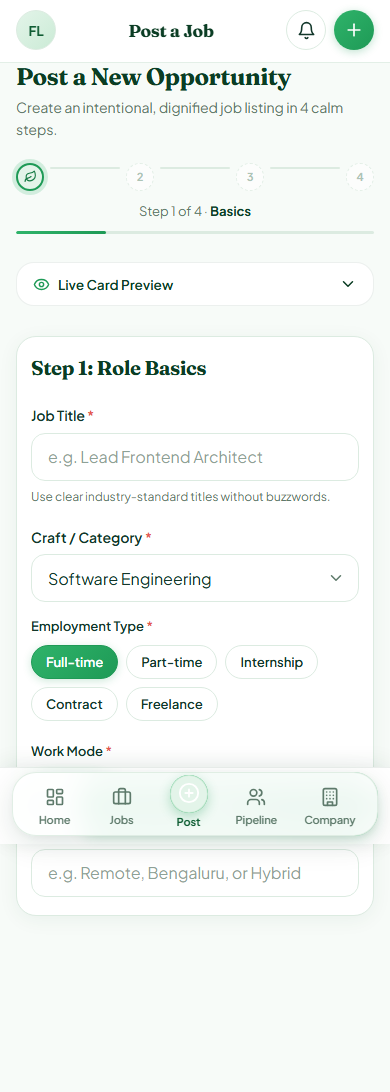 FL
Post a Job
Post a New Opportunity
Create an intentional, dignified job listing in 4 calm
steps.
2
3
4
Step 1 of 4 · Basics
Live Card Preview
Step 1: Role Basics
Job Title *
e.g. Lead Frontend Architect
Use clear industry-standard titles without buzzwords.
Craft / Category *
Software Engineering
Employment Type *
Full-time Part-time Internship
Contract Freelance
Work Mode *
Home Jobs Post Pipeline Company
e.g. Remote, Bengaluru, or Hybrid